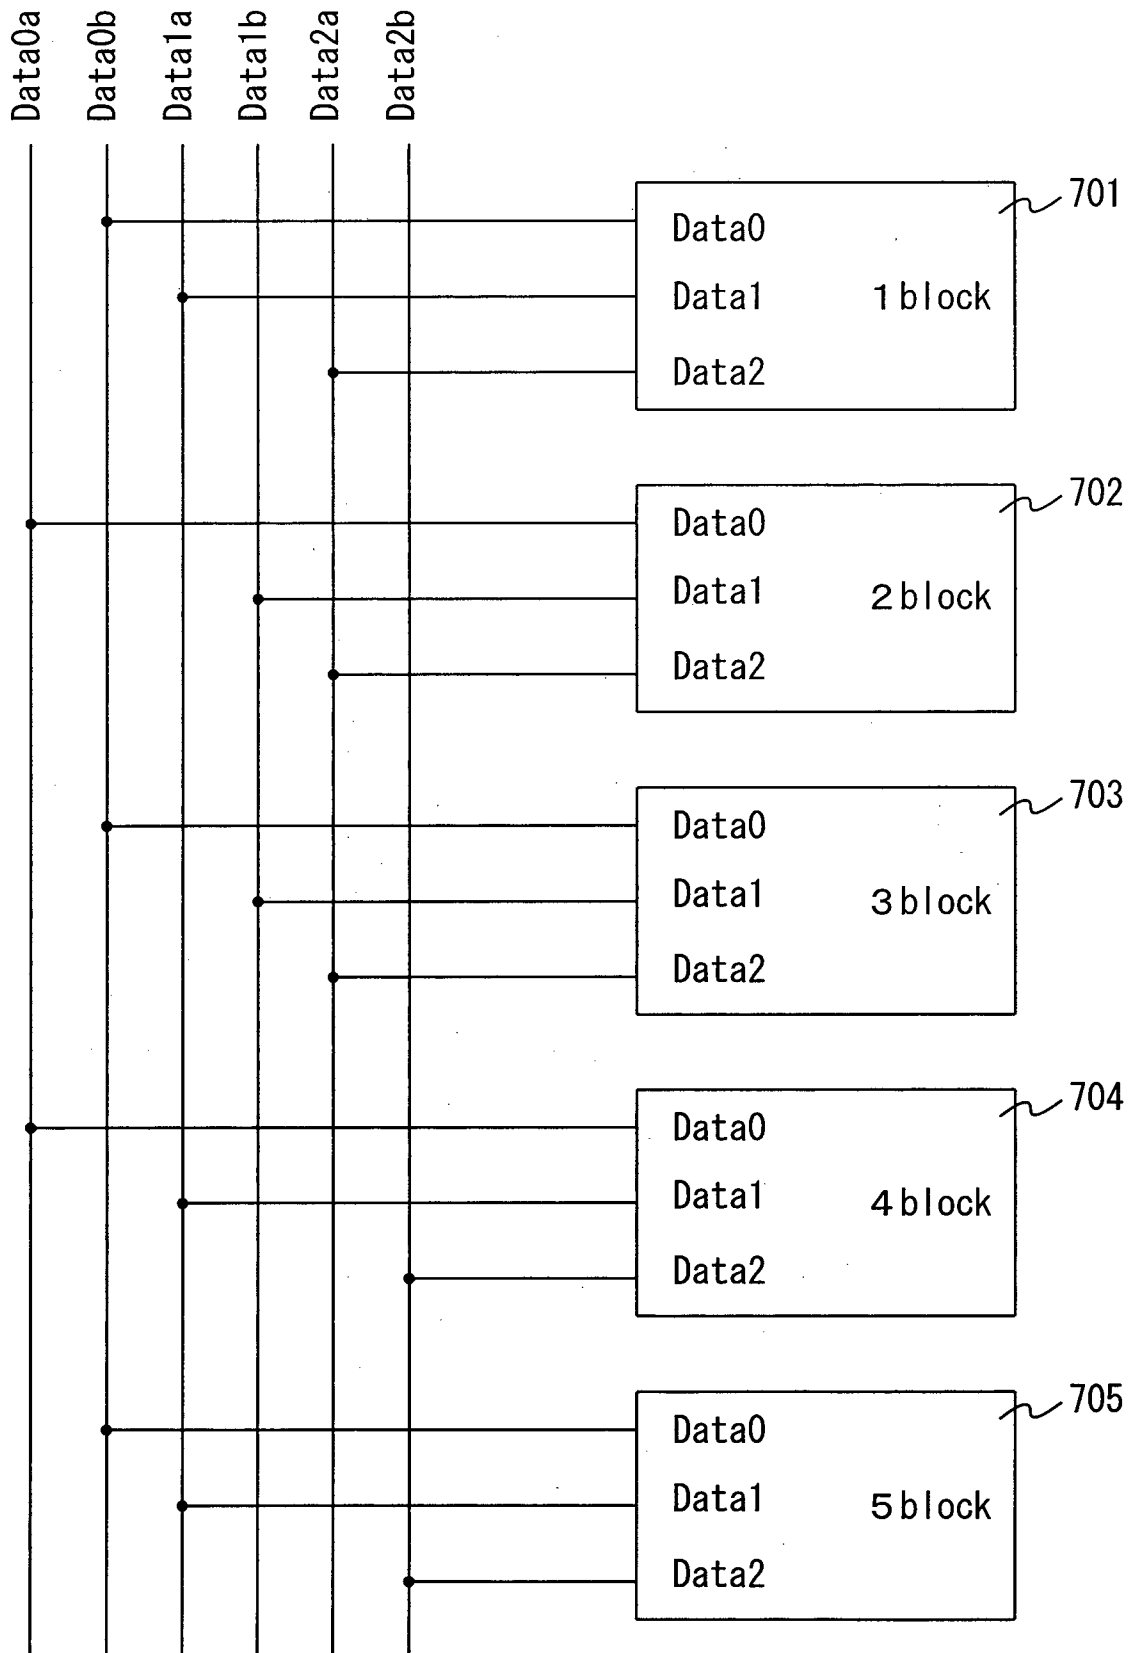 Data0a
Data0b
Data1a
Data1b
Data2a
Data2b
701
Data0
Data1
1block
Data2
702
Data0
Data1
2block
Data2
703
Data0
Data1
3block
Data2
704
Data0
Data1
4block
Data2
705
Data0
Data1
5block
Data2